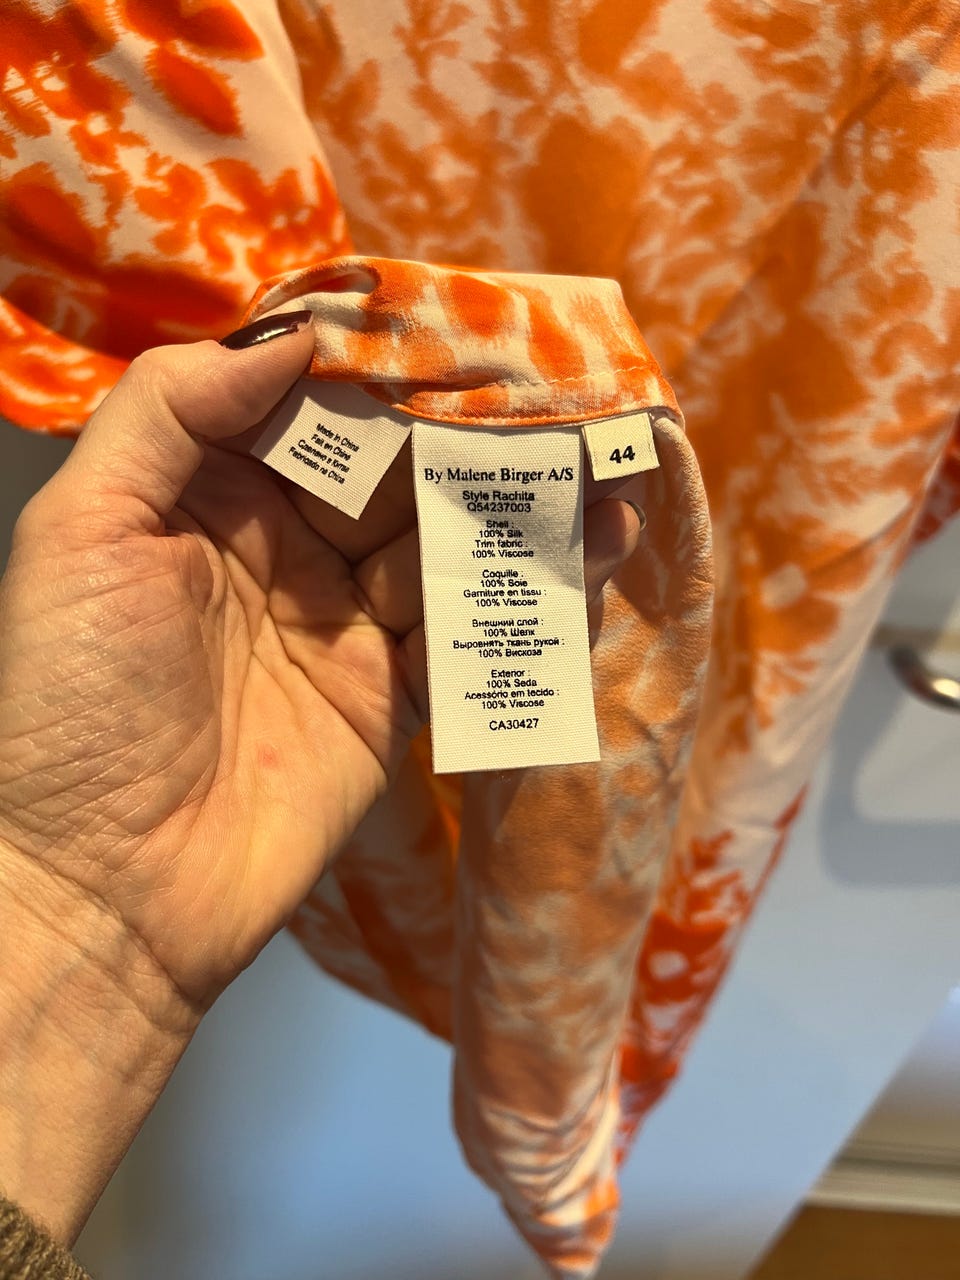 Made in China
Fait en Chine
Сделано в Китае
Fabricado na China
By Malene Birger A/S
Style Rachita
Q54237003
Shell :
100% Silk
Trim fabric :
100% Viscose
Coquille :
100% Soie
Garniture en tissu :
100% Viscose
Внешний слой :
100% Шелк
Выровнять ткань рукой :
100% Вискоза
Exterior :
100% Seda
Acessório em tecido :
100% Viscose
CA30427
44